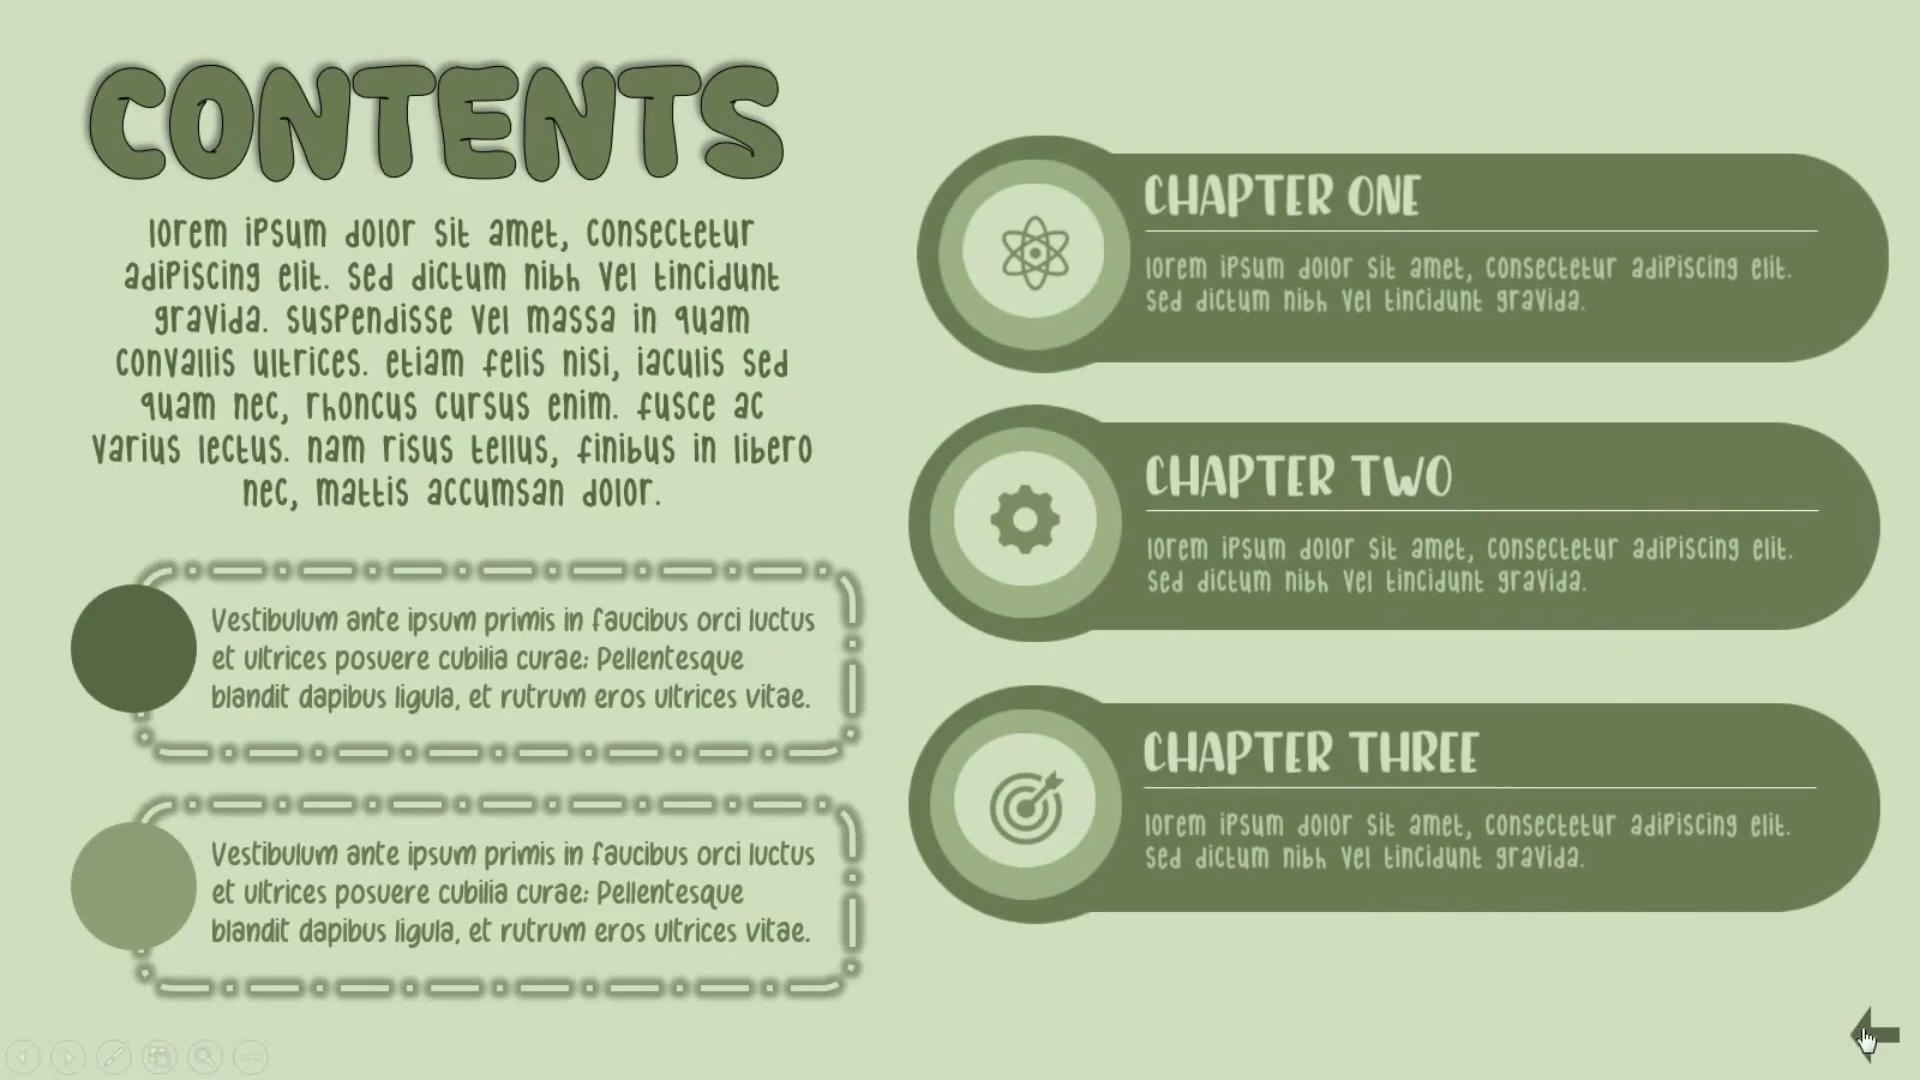 CONTENTS
lorem ipsum dolor sit amet, consectetur
adipiscing elit. sed dictum nibh vel tincidunt
gravida. suspendisse vel massa in quam
convallis ultrices. etiam felis nisi, iaculis sed
quam nec, rhoncus cursus enim. fusce ac
varius lectus. nam risus tellus, finibus in libero
nec, mattis accumsan dolor.
Vestibulum ante ipsum primis in faucibus orci luctus
et ultrices posuere cubilia curae; Pellentesque
blandit dapibus ligula, et rutrum eros ultrices vitae.
Vestibulum ante ipsum primis in faucibus orci luctus
et ultrices posuere cubilia curae; Pellentesque
blandit dapibus ligula, et rutrum eros ultrices vitae.
CHAPTER ONE
lorem ipsum dolor sit amet, consectetur adipiscing elit.
sed dictum nibh vel tincidunt gravida.
CHAPTER TWO
lorem ipsum dolor sit amet, consectetur adipiscing elit.
sed dictum nibh vel tincidunt gravida.
CHAPTER THREE
lorem ipsum dolor sit amet, consectetur adipiscing elit.
sed dictum nibh vel tincidunt gravida.